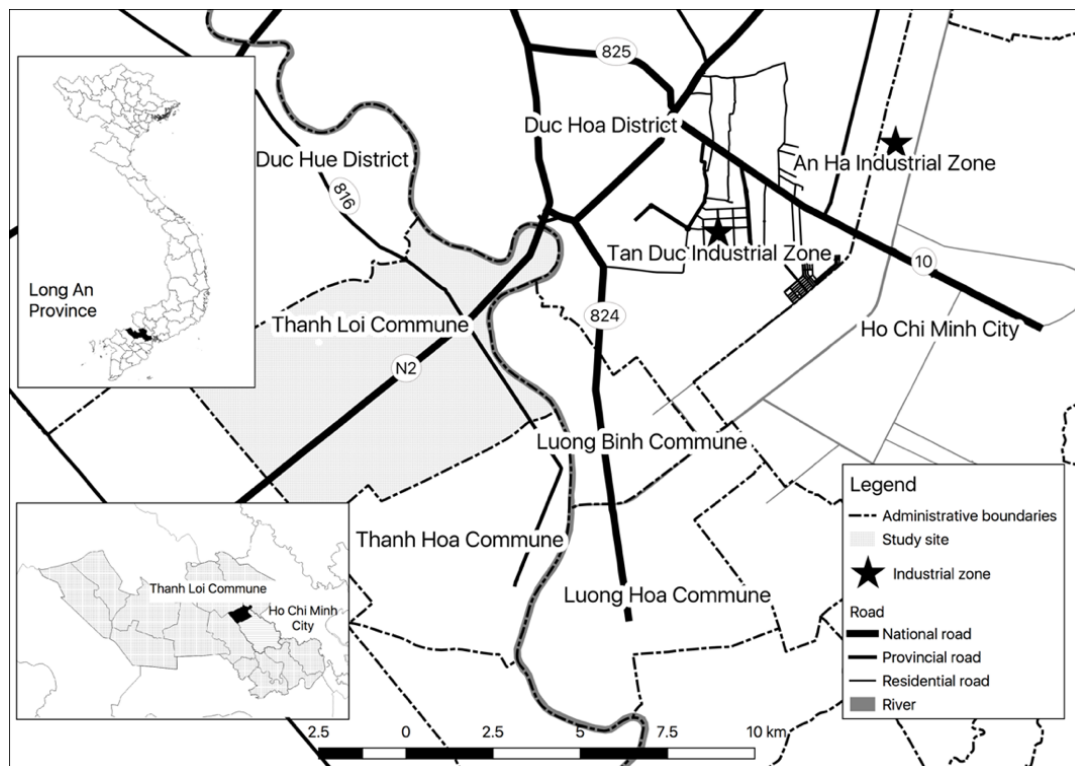 825
Duc Hoa District
Duc Hue District
An Ha Industrial Zone
816
Tan Duc Industrial Zone
10
Long An
Province
Thanh Loi Commune
824
Ho Chi Minh City
N2
Luong Binh Commune
Legend
Administrative boundaries
Study site
Thanh Hoa Commune
Industrial zone
Thanh Loi Commune
Luong Hoa Commune
Ho Chi Minh
City
Road
National road
Provincial road
Residential road
River
2.5 0 2.5 5 7.5 10 km